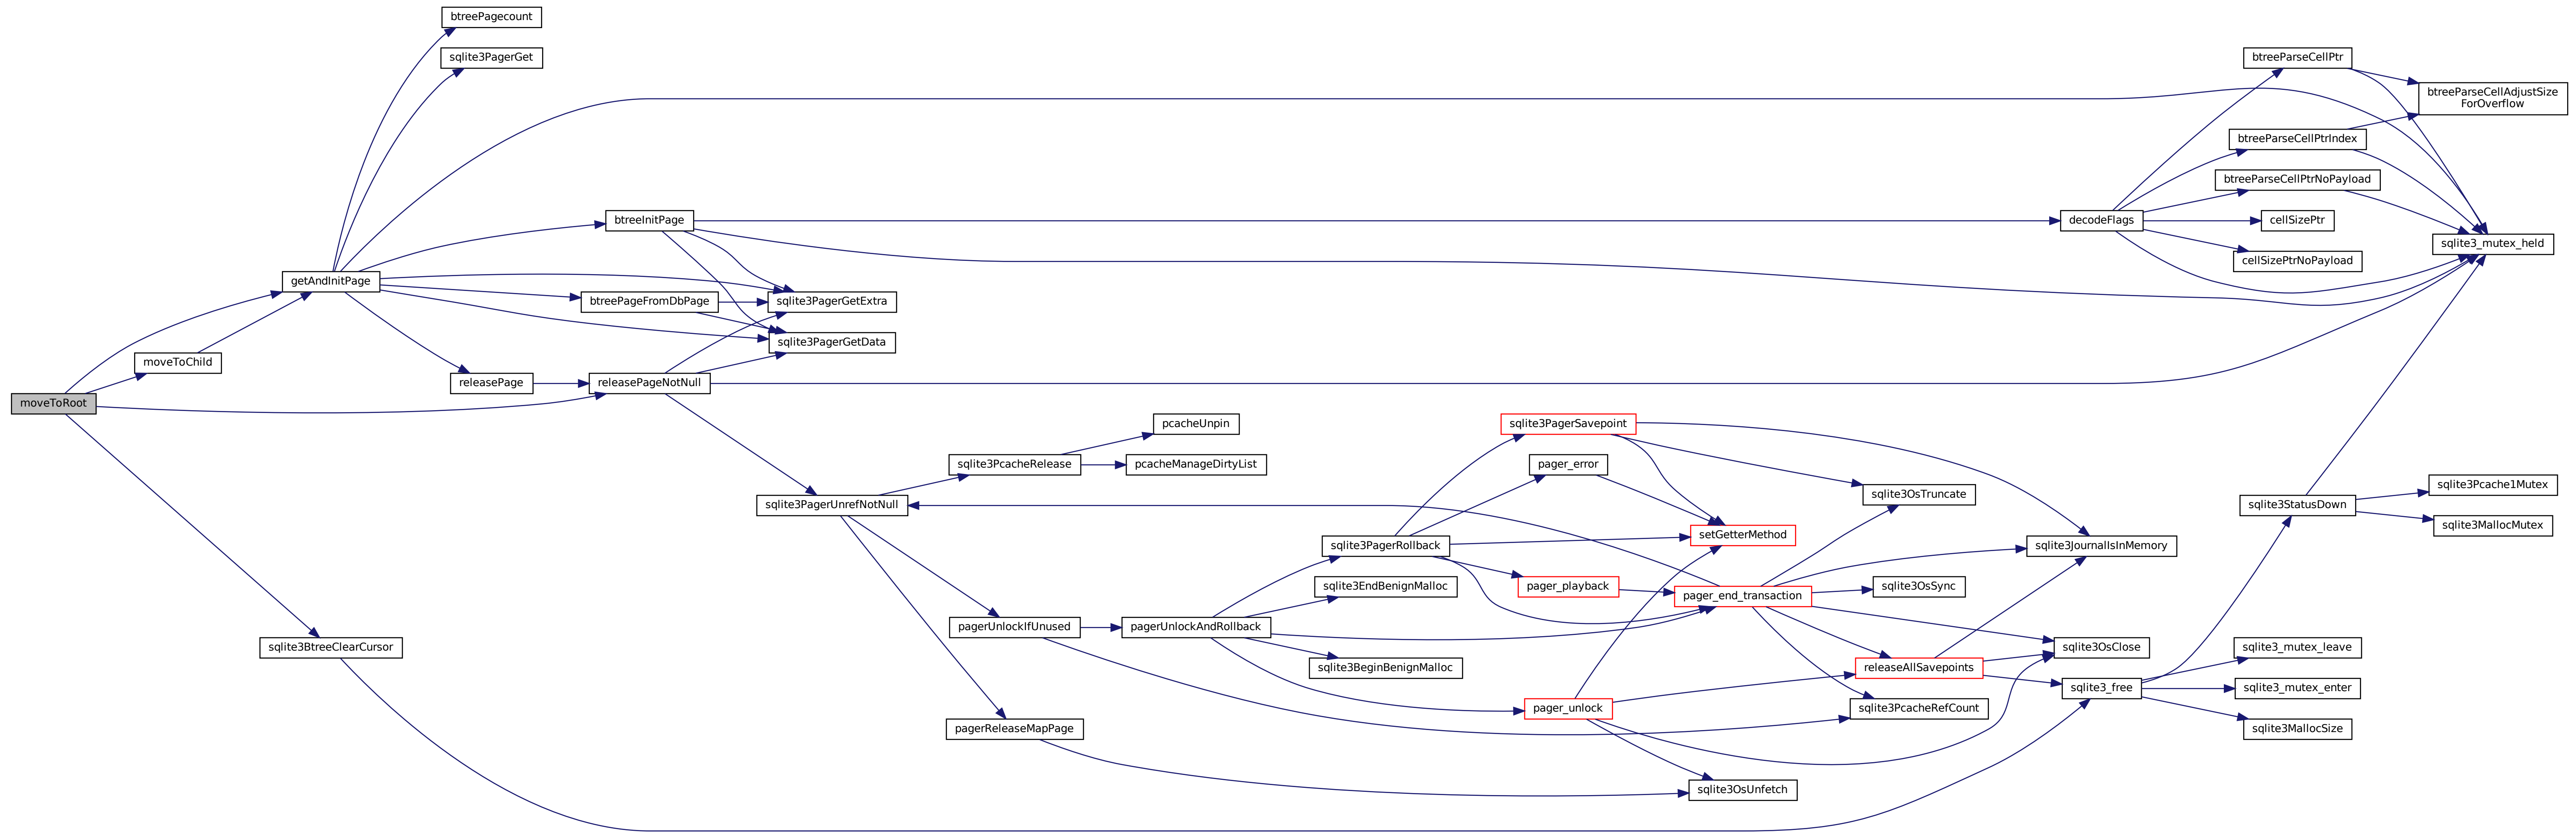 moveToRoot
getAndInitPage
moveToChild
sqlite3BtreeClearCursor
btreePagecount
sqlite3PagerGet
releasePage
btreeInitPage
btreePageFromDbPage
releasePageNotNull
sqlite3PagerGetExtra
sqlite3PagerGetData
sqlite3PagerUnrefNotNull
sqlite3PcacheRelease
pagerUnlockIfUnused
pagerReleaseMapPage
pcacheUnpin
pcacheManageDirtyList
pagerUnlockAndRollback
sqlite3PagerRollback
sqlite3EndBenignMalloc
sqlite3BeginBenignMalloc
sqlite3PagerSavepoint
pager_error
pager_playback
pager_unlock
setGetterMethod
pager_end_transaction
sqlite3OsUnfetch
sqlite3OsTruncate
sqlite3OsSync
releaseAllSavepoints
sqlite3PcacheRefCount
sqlite3JournalIsInMemory
sqlite3OsClose
decodeFlags
sqlite3_free
btreeParseCellPtr
btreeParseCellPtrIndex
btreeParseCellPtrNoPayload
cellSizePtr
cellSizePtrNoPayload
sqlite3StatusDown
sqlite3_mutex_leave
sqlite3_mutex_enter
sqlite3MallocSize
btreeParseCellAdjustSize
ForOverflow
sqlite3_mutex_held
sqlite3Pcache1Mutex
sqlite3MallocMutex